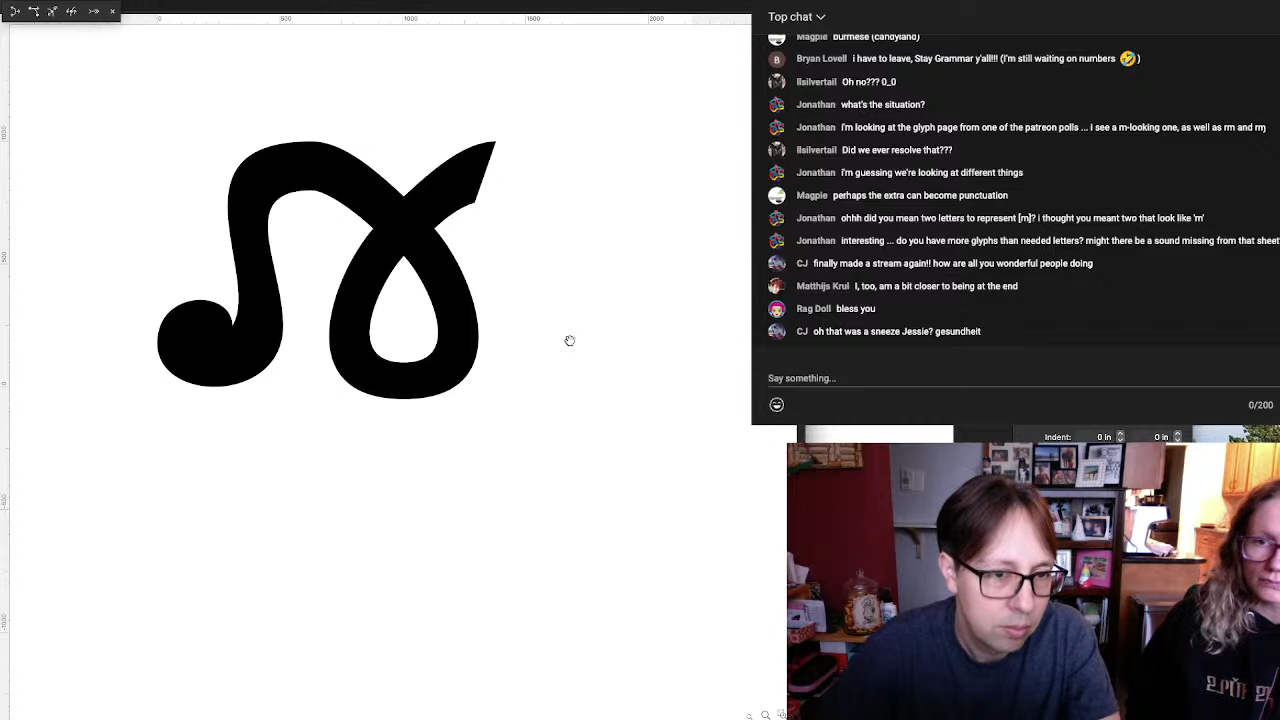 0 500 1000 1500 2000
Top chat
Magpie burmese (candyland)
Bryan Lovell i have to leave, Stay Grammar y'all!!! (I'm still waiting on numbers 🤣)
llsilvertail Oh no??? 0_0
Jonathan what's the situation?
Jonathan i'm looking at the glyph page from one of the patreon polls ... i see a m-looking one, as well as rm and mj
llsilvertail Did we ever resolve that???
Jonathan i'm guessing we're looking at different things
Magpie perhaps the extra can become punctuation
Jonathan ohhh did you mean two letters to represent [m]? i thought you meant two that look like 'm'
Jonathan interesting ... do you have more glyphs than needed letters? might there be a sound missing from that sheet
CJ finally made a stream again!! how are all you wonderful people doing
Matthijs Krul I, too, am a bit closer to being at the end
Rag Doll bless you
CJ oh that was a sneeze Jessie? gesundheit
Say something...
0/200
Indent: 0 in 0 in